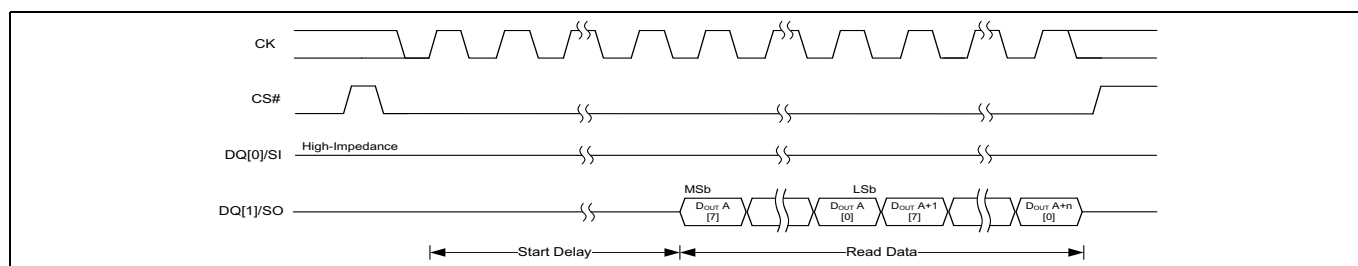 CK
CS#
DQ[0]/SI
High-Impedance
DQ[1]/SO
MSb
LSb
DOUT A
[7]
DOUT A
[0]
DOUT A+1
[7]
DOUT A+n
[0]
Start Delay
Read Data